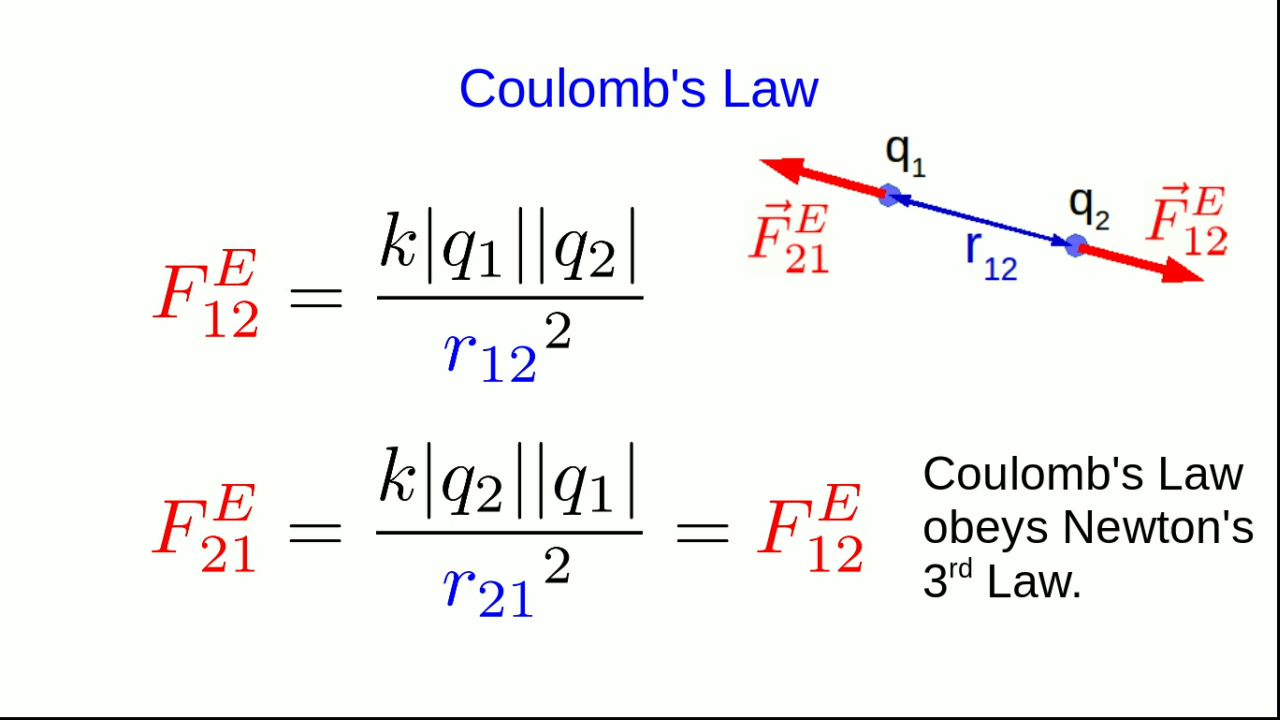 Coulomb's Law
q₁
q₂
F⃗₂₁ᴱ
F⃗₁₂ᴱ
r₁₂
F₁₂ᴱ = k|q₁||q₂| / r₁₂²
F₂₁ᴱ = k|q₂||q₁| / r₂₁² = F₁₂ᴱ
Coulomb's Law
obeys Newton's
3ʳᵈ Law.